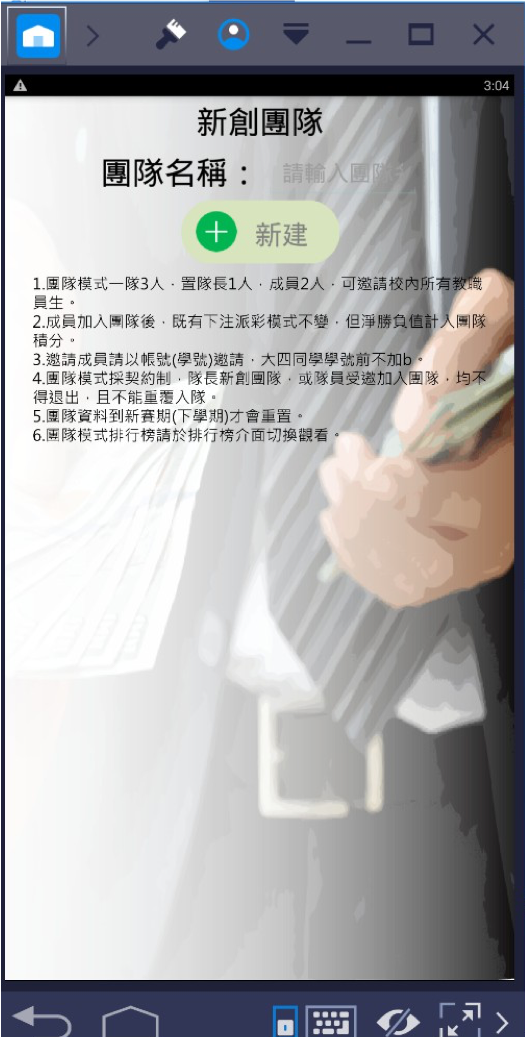 3:04
新創團隊
團隊名稱：
請輸入團隊
新建
1.團隊模式一隊3人，置隊長1人，成員2人，可邀請校內所有教職
員生。
2.成員加入團隊後，既有下注派彩模式不變，但淨勝負值計入團隊
積分。
3.邀請成員請以帳號(學號)邀請，大四同學學號前不加b。
4.團隊模式採契約制，隊長新創團隊，或隊員受邀加入團隊，均不
得退出，且不能重覆入隊。
5.團隊資料到新賽期(下學期)才會重置。
6.團隊模式排行榜請於排行榜介面切換觀看。